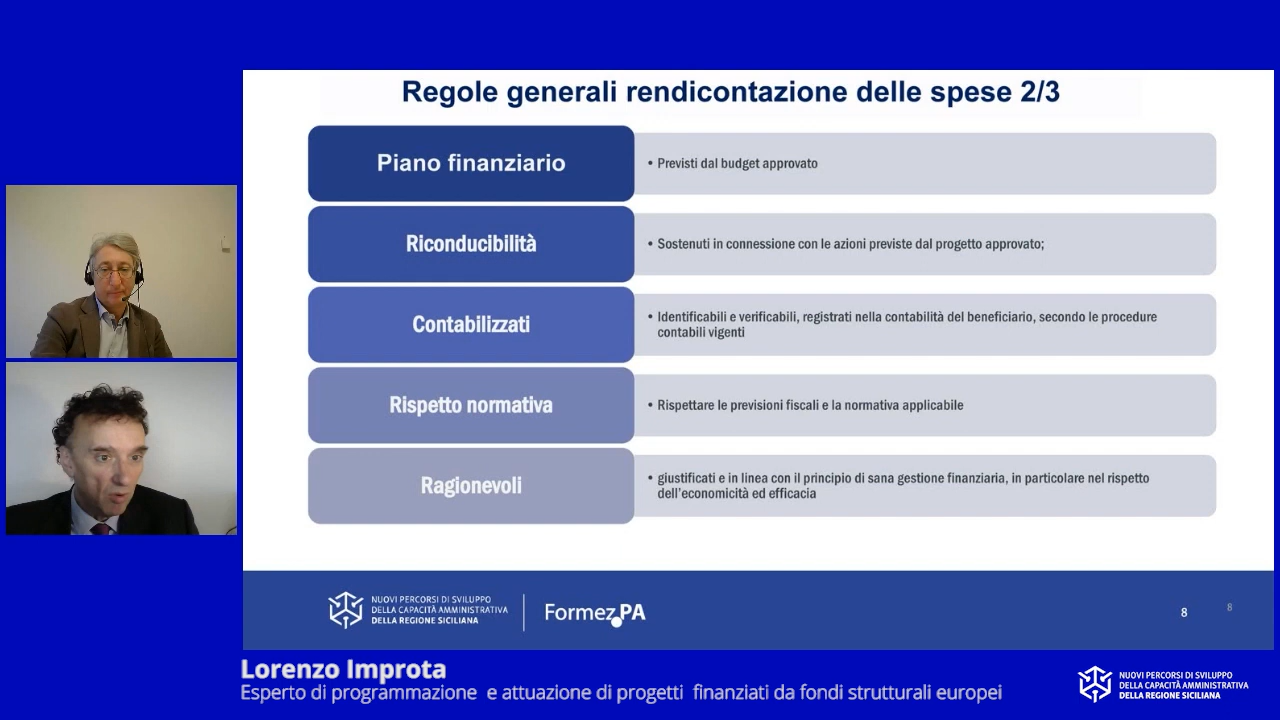 Regole generali rendicontazione delle spese 2/3
Piano finanziario
• Previsti dal budget approvato
Riconducibilità
• Sostenuti in connessione con le azioni previste dal progetto approvato;
Contabilizzati
• Identificabili e verificabili, registrati nella contabilità del beneficiario, secondo le procedure
contabili vigenti
Rispetto normativa
• Rispettare le previsioni fiscali e la normativa applicabile
Ragionevoli
• giustificati e in linea con il principio di sana gestione finanziaria, in particolare nel rispetto
dell'economicità ed efficacia
NUOVI PERCORSI DI SVILUPPO
DELLA CAPACITÀ AMMINISTRATIVA
DELLA REGIONE SICILIANA
Formez.PA
8
8
Lorenzo Improta
Esperto di programmazione e attuazione di progetti finanziati da fondi strutturali europei
NUOVI PERCORSI DI SVILUPPO
DELLA CAPACITÀ AMMINISTRATIVA
DELLA REGIONE SICILIANA